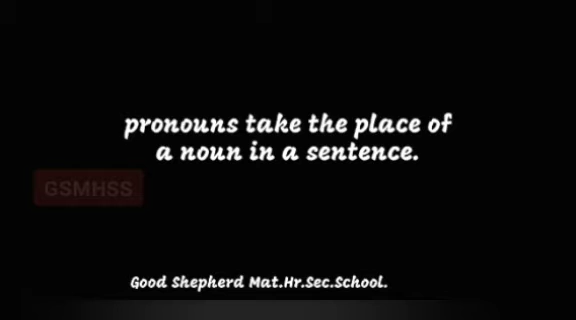 pronouns take the place of
a noun in a sentence.
GSMHSS
Good Shepherd Mat.Hr.Sec.School.